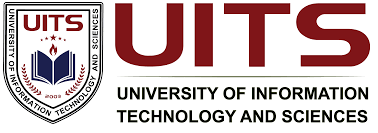 UITS
UNIVERSITY OF INFORMATION TECHNOLOGY AND SCIENCES
2003
UITS
UNIVERSITY OF INFORMATION
TECHNOLOGY AND SCIENCES